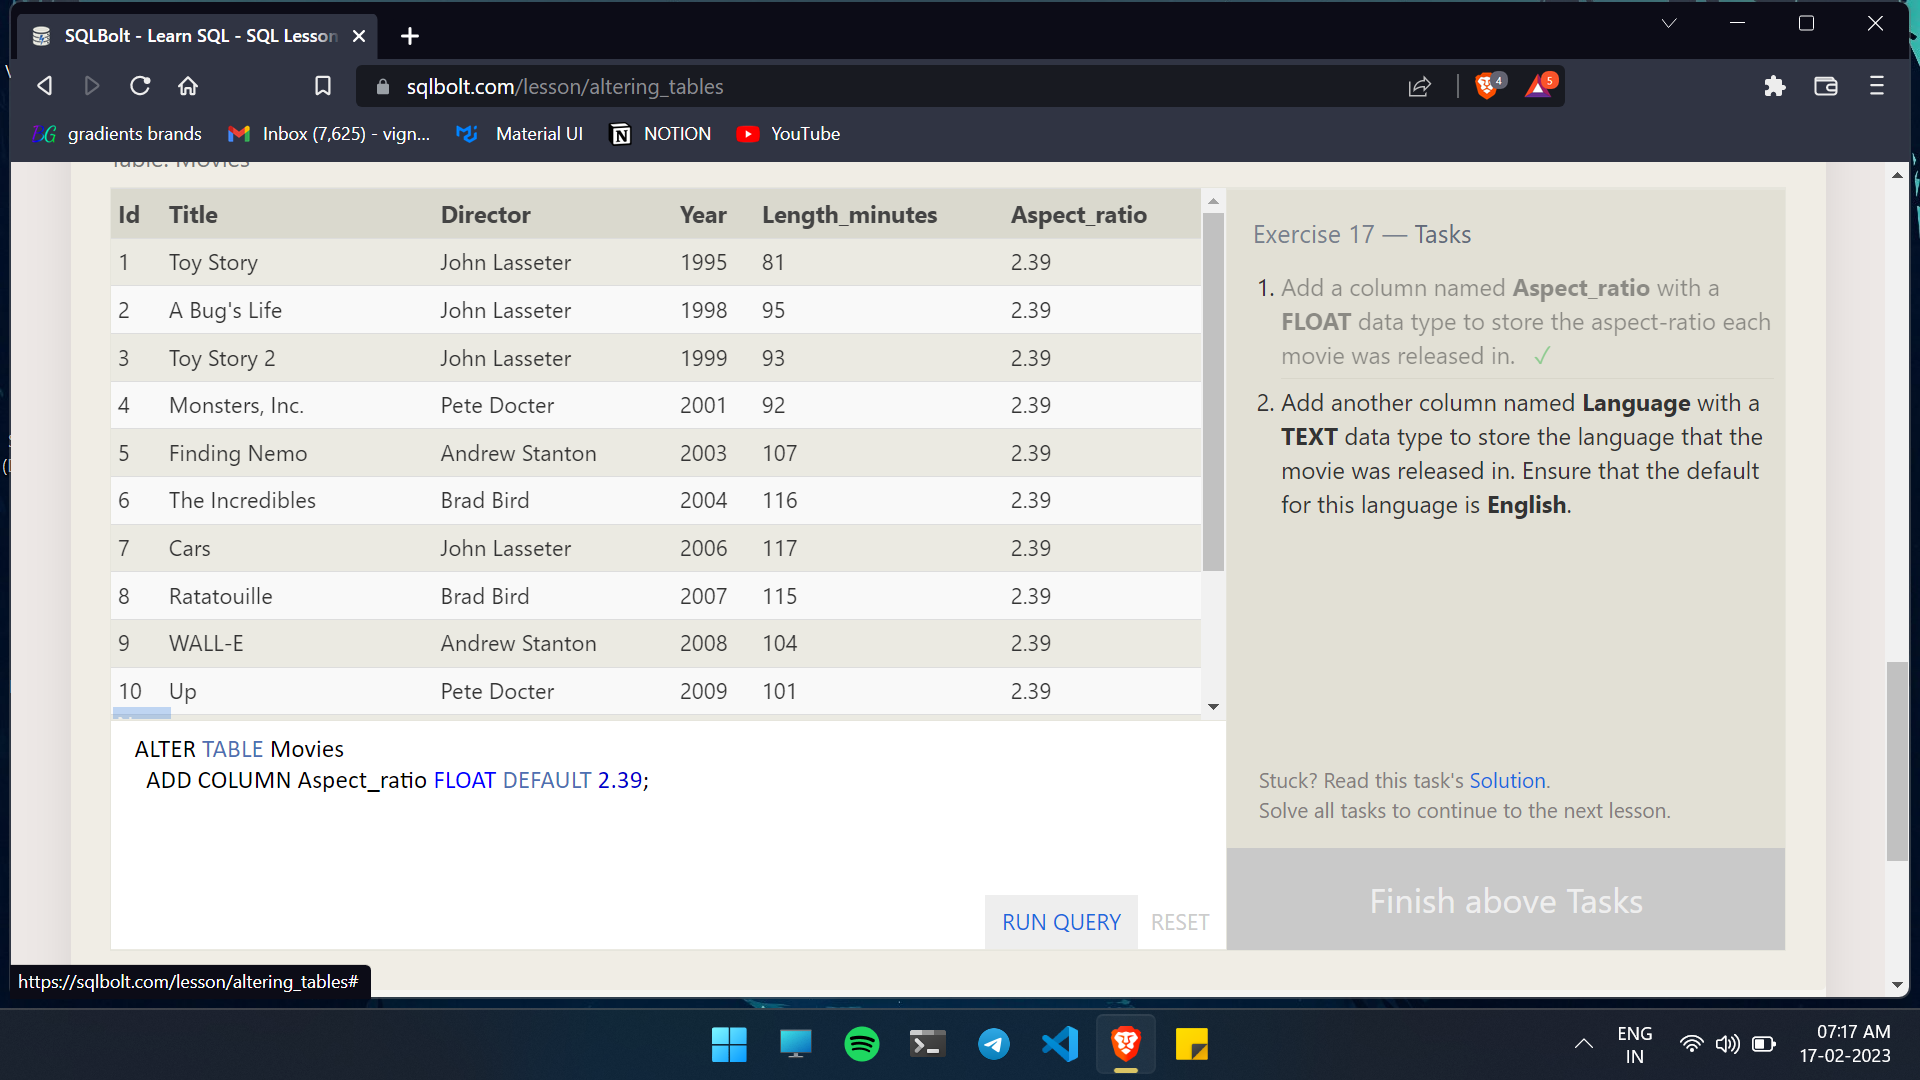 SQLBolt - Learn SQL - SQL Lesson
sqlbolt.com/lesson/altering_tables
4
5
gradients brands
Inbox (7,625) - vign...
Material UI
NOTION
YouTube
Table: Movies
Id Title Director Year Length_minutes Aspect_ratio
1 Toy Story John Lasseter 1995 81 2.39
2 A Bug's Life John Lasseter 1998 95 2.39
3 Toy Story 2 John Lasseter 1999 93 2.39
4 Monsters, Inc. Pete Docter 2001 92 2.39
5 Finding Nemo Andrew Stanton 2003 107 2.39
6 The Incredibles Brad Bird 2004 116 2.39
7 Cars John Lasseter 2006 117 2.39
8 Ratatouille Brad Bird 2007 115 2.39
9 WALL-E Andrew Stanton 2008 104 2.39
10 Up Pete Docter 2009 101 2.39
ALTER TABLE Movies
ADD COLUMN Aspect_ratio FLOAT DEFAULT 2.39;
RUN QUERY
RESET
Exercise 17 — Tasks
1. Add a column named Aspect_ratio with a
FLOAT data type to store the aspect-ratio each
movie was released in. ✓
2. Add another column named Language with a
TEXT data type to store the language that the
movie was released in. Ensure that the default
for this language is English.
Stuck? Read this task's Solution.
Solve all tasks to continue to the next lesson.
Finish above Tasks
https://sqlbolt.com/lesson/altering_tables#
ENG
IN
07:17 AM
17-02-2023